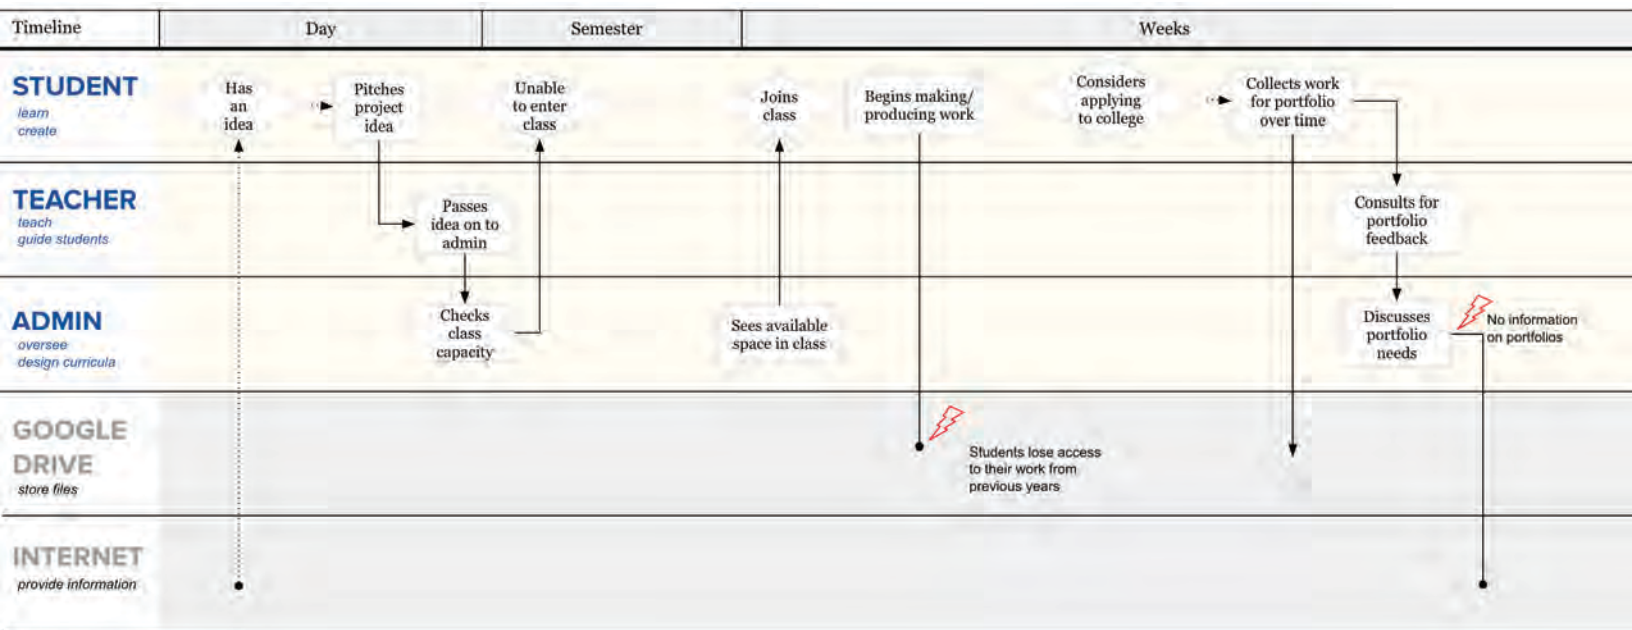 Timeline
Day
Semester
Weeks
STUDENT
learn
create
Has
an
idea
Pitches
project
idea
Unable
to enter
class
Joins
class
Begins making/
producing work
Considers
applying
to college
Collects work
for portfolio
over time
TEACHER
teach
guide students
Passes
idea on to
admin
Consults for
portfolio
feedback
ADMIN
oversee
design curricula
Checks
class
capacity
Sees available
space in class
Discusses
portfolio
needs
No information
on portfolios
GOOGLE
DRIVE
store files
Students lose access
to their work from
previous years
INTERNET
provide information